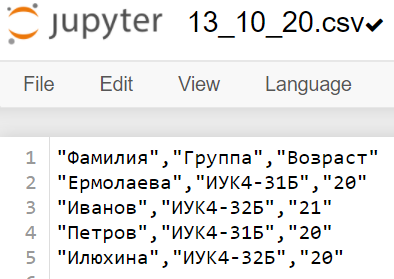 jupyter 13_10_20.csv✔
File Edit View Language
1 "Фамилия","Группа","Возраст"
2 "Ермолаева","ИУК4-31Б","20"
3 "Иванов","ИУК4-32Б","21"
4 "Петров","ИУК4-31Б","20"
5 "Илюхина","ИУК4-32Б","20"